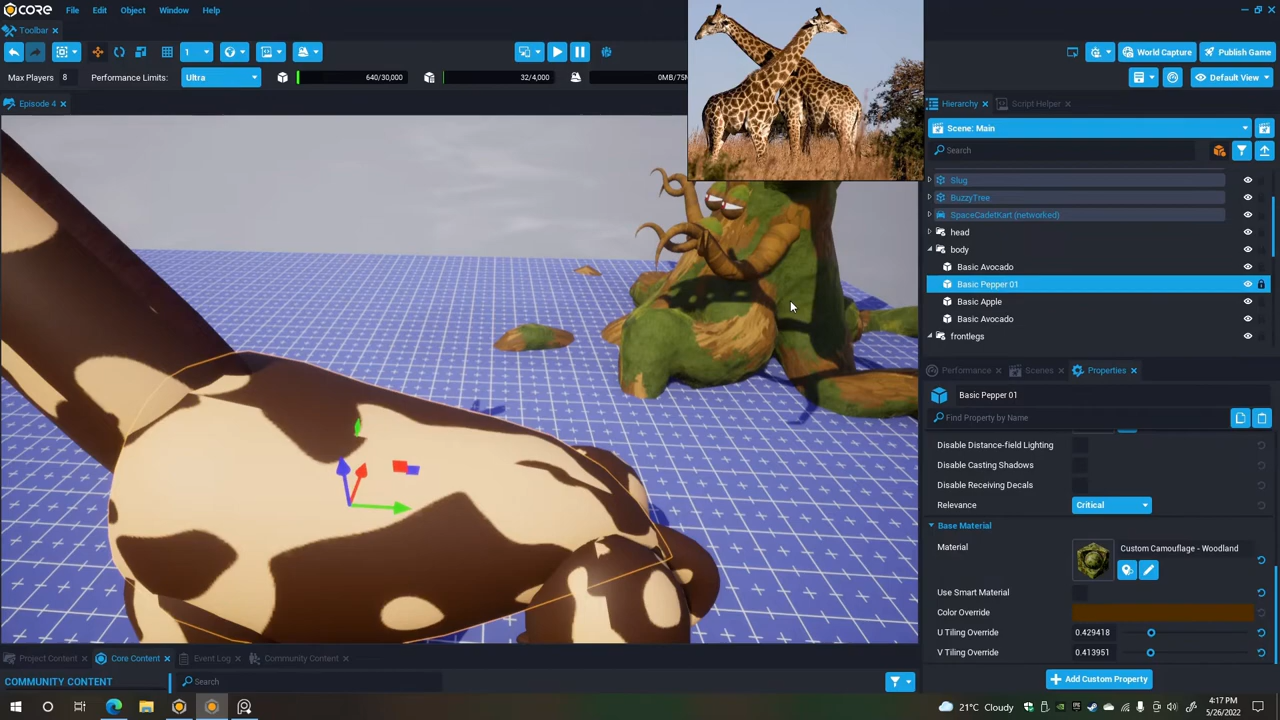 CORE File Edit Object Window Help
Toolbar
1 World Capture Publish Game
Max Players 8 Performance Limits: Ultra 640/30,000 32/4,000 0MB/75M Default View
Episode 4 Hierarchy Script Helper
Scene: Main
Search
Slug
BuzzyTree
SpaceCadetKart (networked)
head
body
Basic Avocado
Basic Pepper 01
Basic Apple
Basic Avocado
frontlegs
Performance Scenes Properties
Basic Pepper 01
Find Property by Name
Disable Distance-field Lighting
Disable Casting Shadows
Disable Receiving Decals
Relevance Critical
Base Material
Material Custom Camouflage - Woodland
Use Smart Material
Color Override
U Tiling Override 0.429418
V Tiling Override 0.413951
Project Content Core Content Event Log Community Content
COMMUNITY CONTENT Search Add Custom Property
21°C Cloudy 4:17 PM
5/26/2022